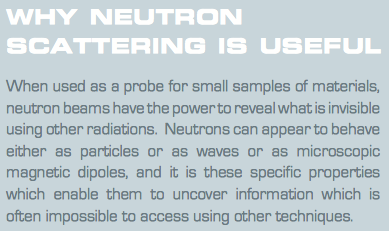 WHY NEUTRON
SCATTERING IS USEFUL
When used as a probe for small samples of materials,
neutron beams have the power to reveal what is invisible
using other radiations. Neutrons can appear to behave
either as particles or as waves or as microscopic
magnetic dipoles, and it is these specific properties
which enable them to uncover information which is
often impossible to access using other techniques.